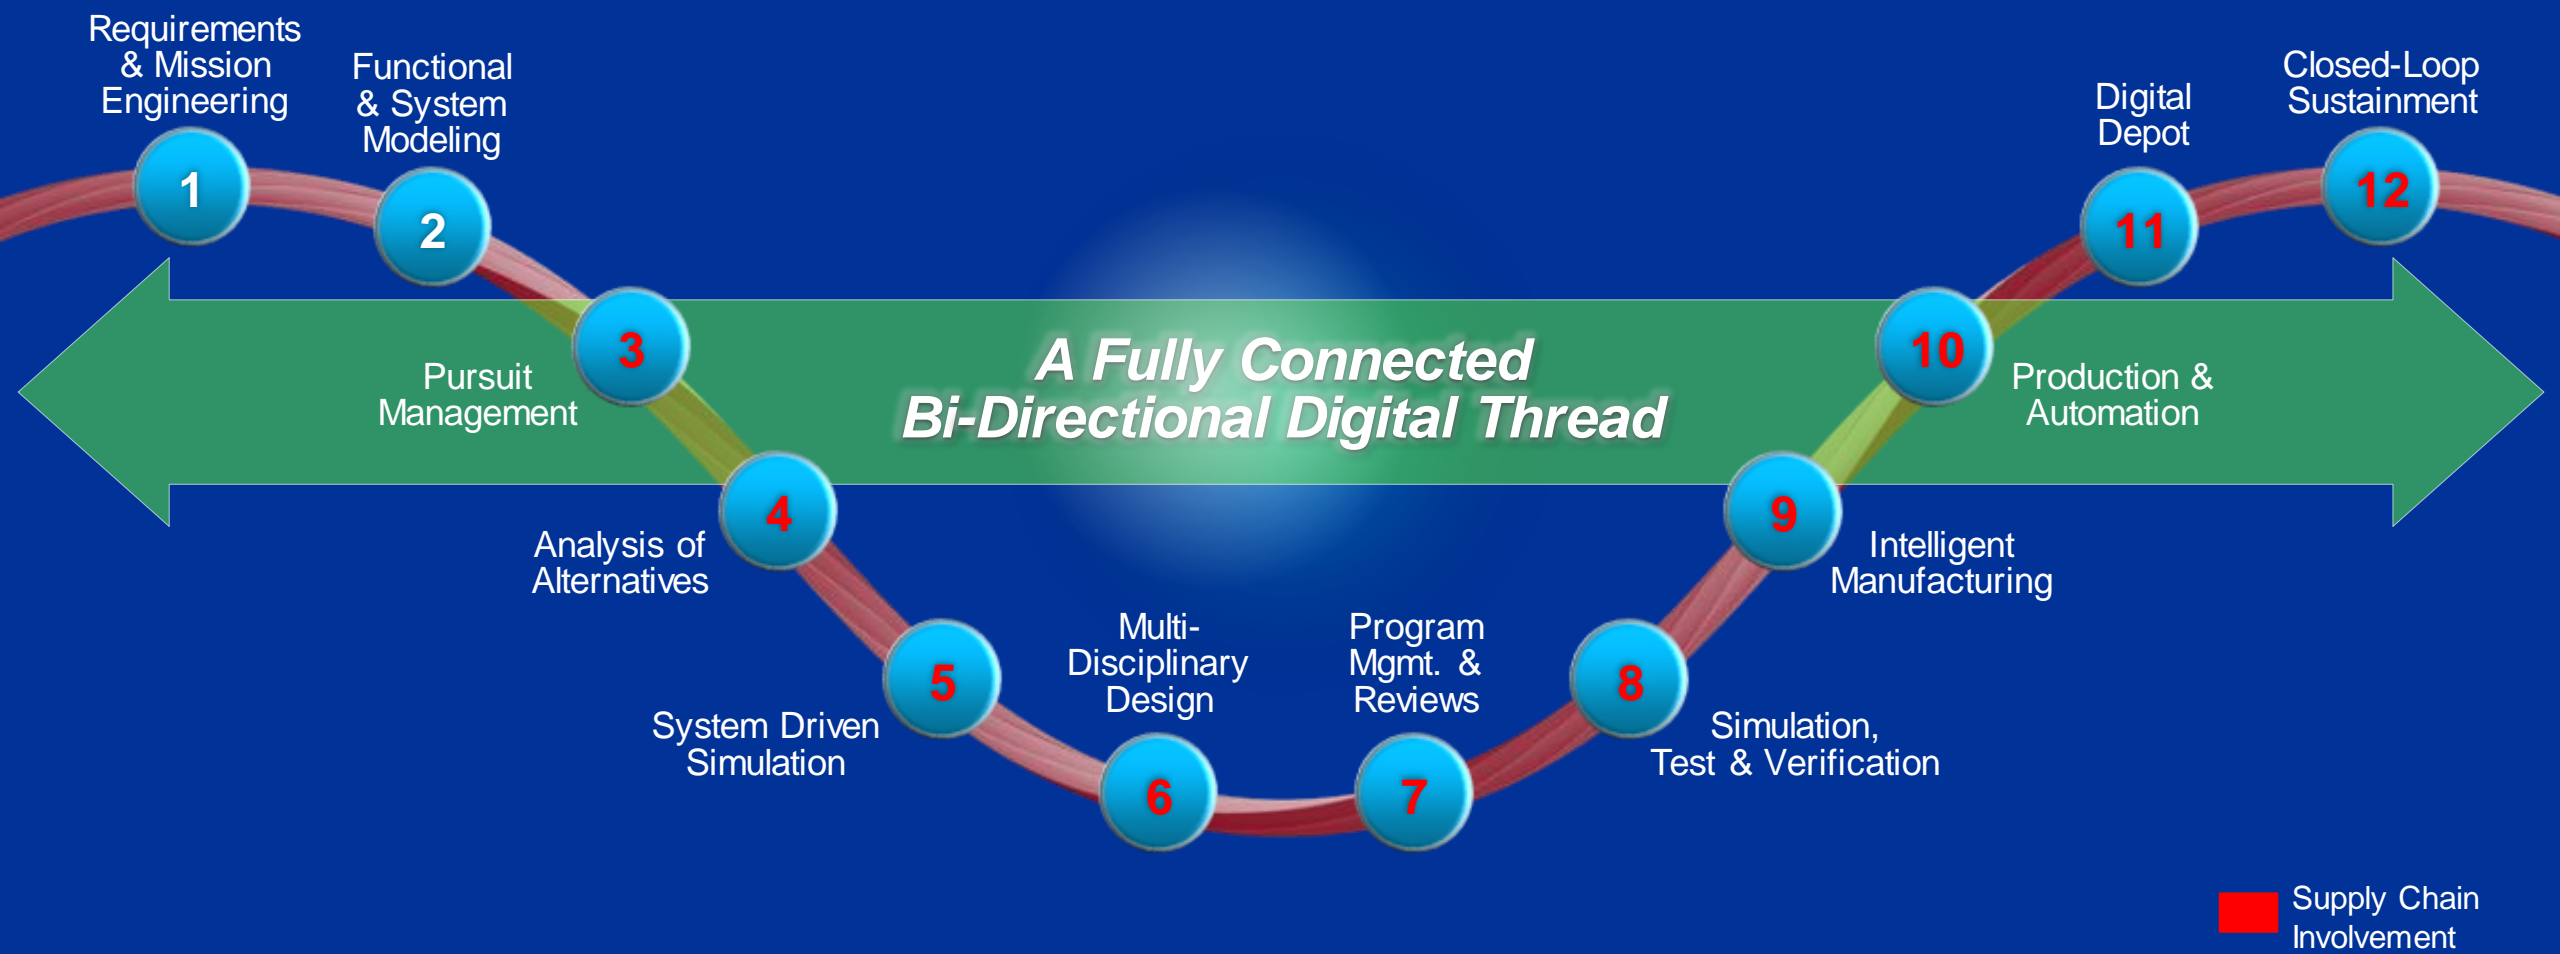 Requirements
& Mission
Engineering
1
Functional
& System
Modeling
2
3
Pursuit
Management
4
Analysis of
Alternatives
5
System Driven
Simulation
6
Multi-
Disciplinary
Design
7
Program
Mgmt. &
Reviews
8
Simulation,
Test & Verification
9
Intelligent
Manufacturing
10
Production &
Automation
11
Digital
Depot
12
Closed-Loop
Sustainment
A Fully Connected
Bi-Directional Digital Thread
Supply Chain
Involvement